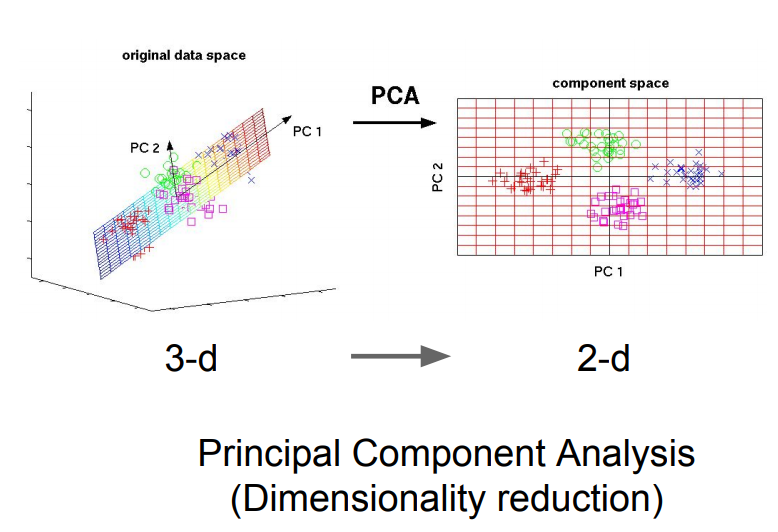 original data space
PC 2
PC 1
PCA
component space
PC 2
PC 1
3-d
2-d
Principal Component Analysis
(Dimensionality reduction)